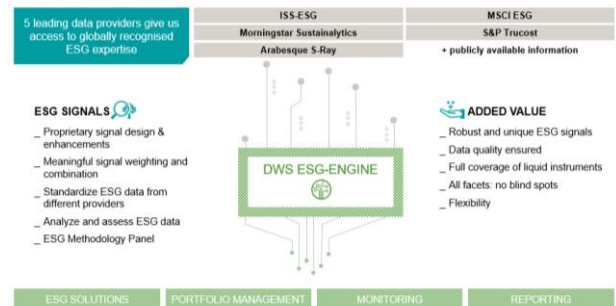 5 leading data providers give us
access to globally recognised
ESG expertise
ISS-ESG
MSCI ESG
Morningstar Sustainalytics
S&P Trucost
Arabesque S-Ray
+ publicly available information
ESG SIGNALS
_ Proprietary signal design &
enhancements
_ Meaningful signal weighting and
combination
_ Standardize ESG data from
different providers
_ Analyze and assess ESG data
_ ESG Methodology Panel
DWS ESG-ENGINE
ADDED VALUE
_ Robust and unique ESG signals
_ Data quality ensured
_ Full coverage of liquid instruments
_ All facets: no blind spots
_ Flexibility
ESG SOLUTIONS
PORTFOLIO MANAGEMENT
MONITORING
REPORTING